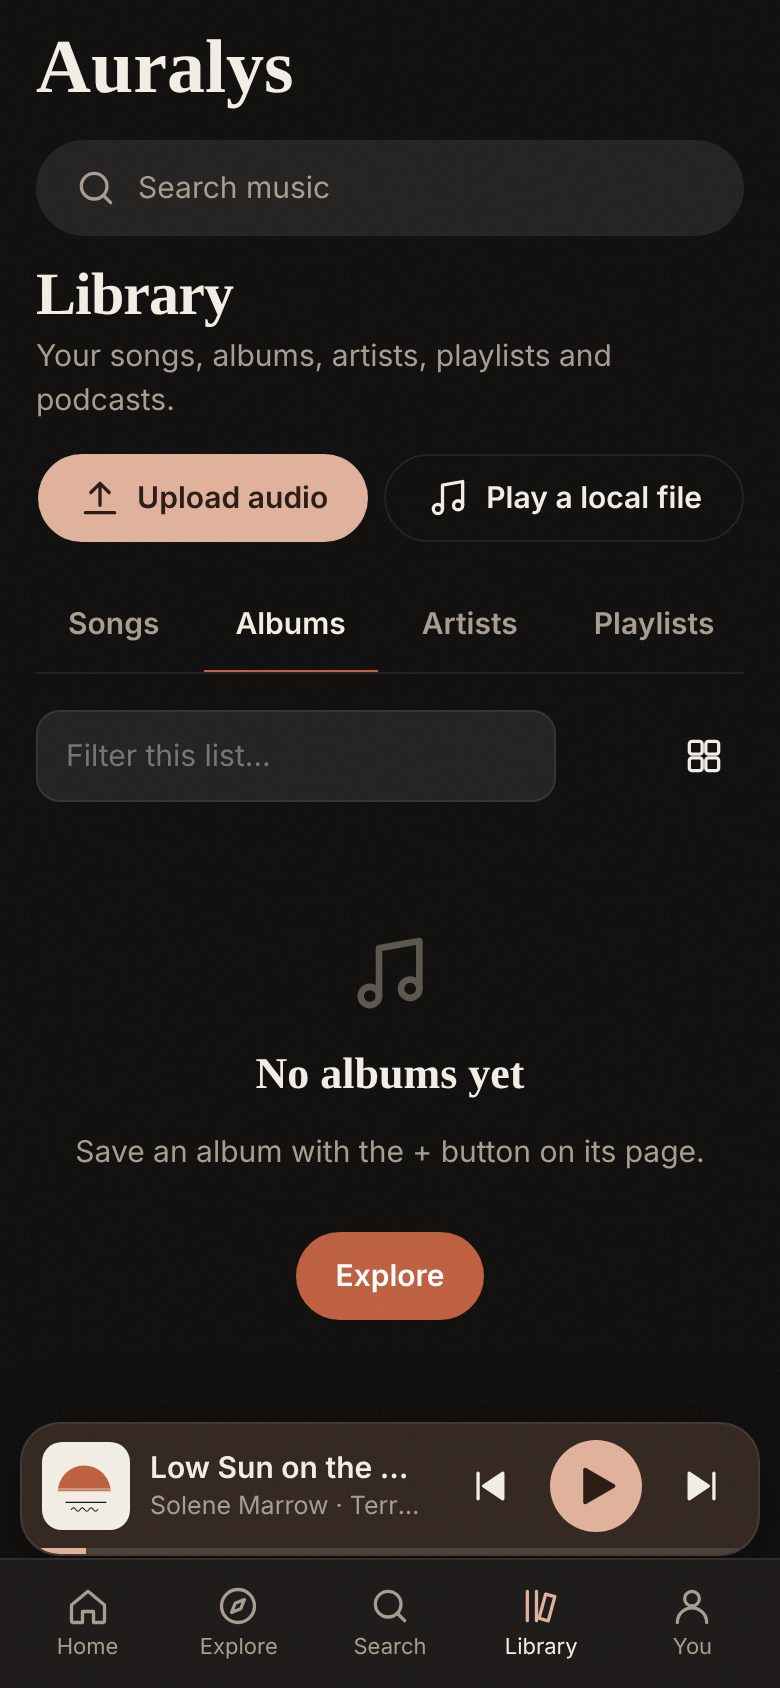 Auralys
Search music
Library
Your songs, albums, artists, playlists and
podcasts.
Upload audio
Play a local file
Songs
Albums
Artists
Playlists
Filter this list...
No albums yet
Save an album with the + button on its page.
Explore
Low Sun on the ...
Solene Marrow · Terr...
Home
Explore
Search
Library
You